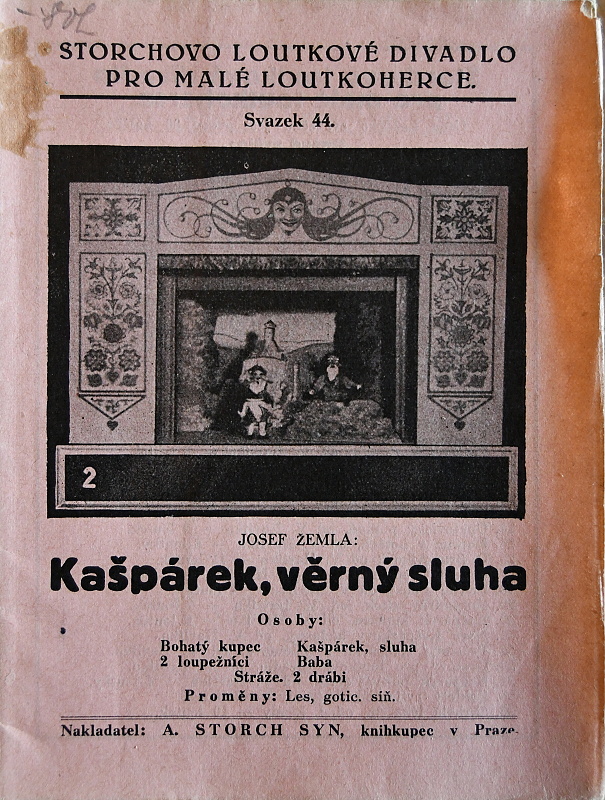 STORCHOVO LOUTKOVÉ DIVADLO
PRO MALÉ LOUTKOHERCE.
Svazek 44.
2
JOSEF ŽEMLA:
Kašpárek, věrný sluha
Osoby:
Bohatý kupec Kašpárek, sluha
2 loupežníci Baba
Stráže. 2 drábi
Proměny: Les, gotic. síň.
Nakladatel: A. STORCH SYN, knihkupec v Praze.